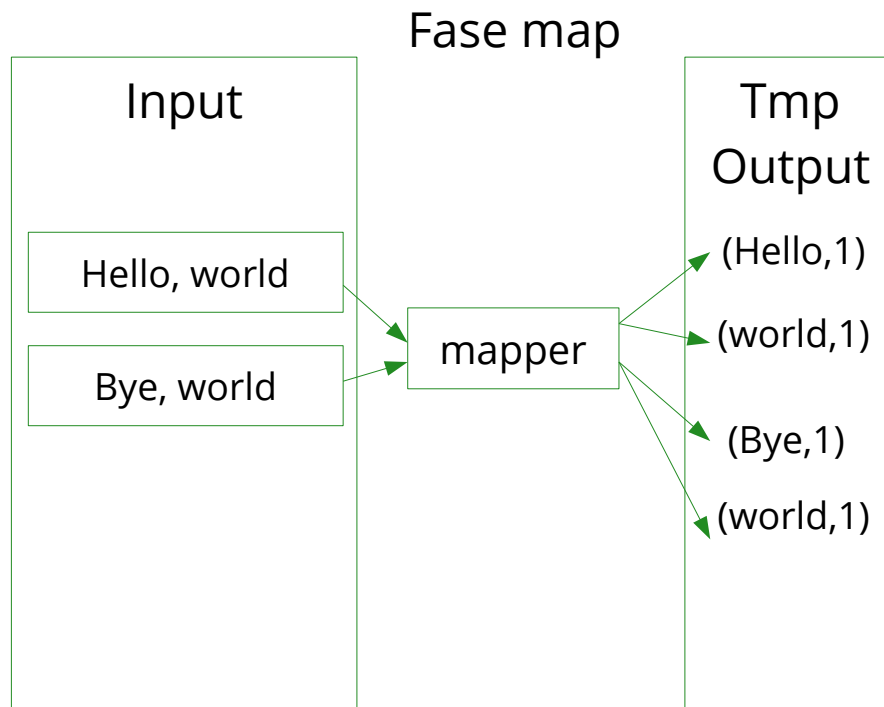 Fase map
Input
Hello, world
Bye, world
mapper
Tmp
Output
(Hello,1)
(world,1)
(Bye,1)
(world,1)